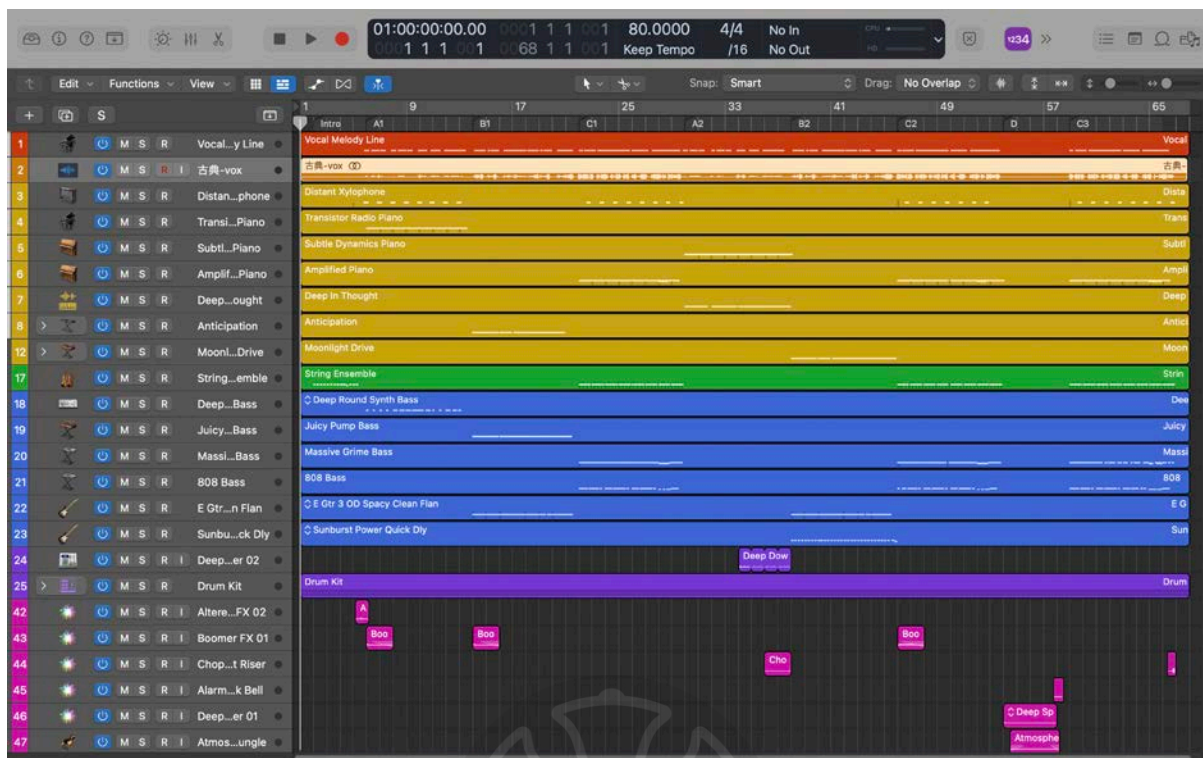 01:00:00:00.00 0001 1 1 001 80.0000 4/4 No In CPU
0001 1 1 001 0068 1 1 001 Keep Tempo /16 No Out HD
1234
Edit Functions View Snap: Smart Drag: No Overlap
S 1 9 17 25 33 41 49 57 65
Intro A1 B1 C1 A2 B2 C2 D C3
1 M S R Vocal...y Line Vocal Melody Line Vocal
2 M S R I 古典-vox 古典-vox 古典-
3 M S R Distan...phone Distant Xylophone Dista
4 M S R Transi...Piano Transistor Radio Piano Trans
5 M S R Subtl...Piano Subtle Dynamics Piano Subtl
6 M S R Amplif...Piano Amplified Piano Ampli
7 M S R Deep...ought Deep In Thought Deep
8 M S R Anticipation Anticipation Antici
12 M S R Moonl...Drive Moonlight Drive Moon
17 M S R String...emble String Ensemble Strin
18 M S R Deep...Bass Deep Round Synth Bass Dee
19 M S R Juicy...Bass Juicy Pump Bass Juicy
20 M S R Massi...Bass Massive Grime Bass Massi
21 M S R 808 Bass 808 Bass 808
22 M S R E Gtr...n Flan E Gtr 3 OD Spacy Clean Flan E G
23 M S R Sunbu...ck Dly Sunburst Power Quick Dly Sun
24 M S R I Deep...er 02 Deep Dow
25 M S R Drum Kit Drum Kit Drum
42 M S R I Altere...FX 02 A
43 M S R I Boomer FX 01 Boo Boo Boo
44 M S R I Chop...t Riser Cho
45 M S R I Alarm...k Bell
46 M S R I Deep...er 01 Deep Sp
47 M S R I Atmos...ungle Atmosphe